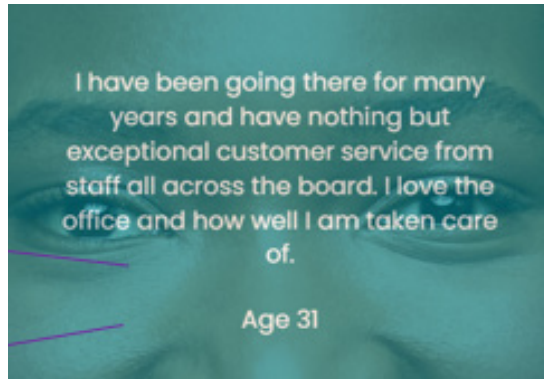 I have been going there for many
years and have nothing but
exceptional customer service from
staff all across the board. I love the
office and how well I am taken care
of.
Age 31